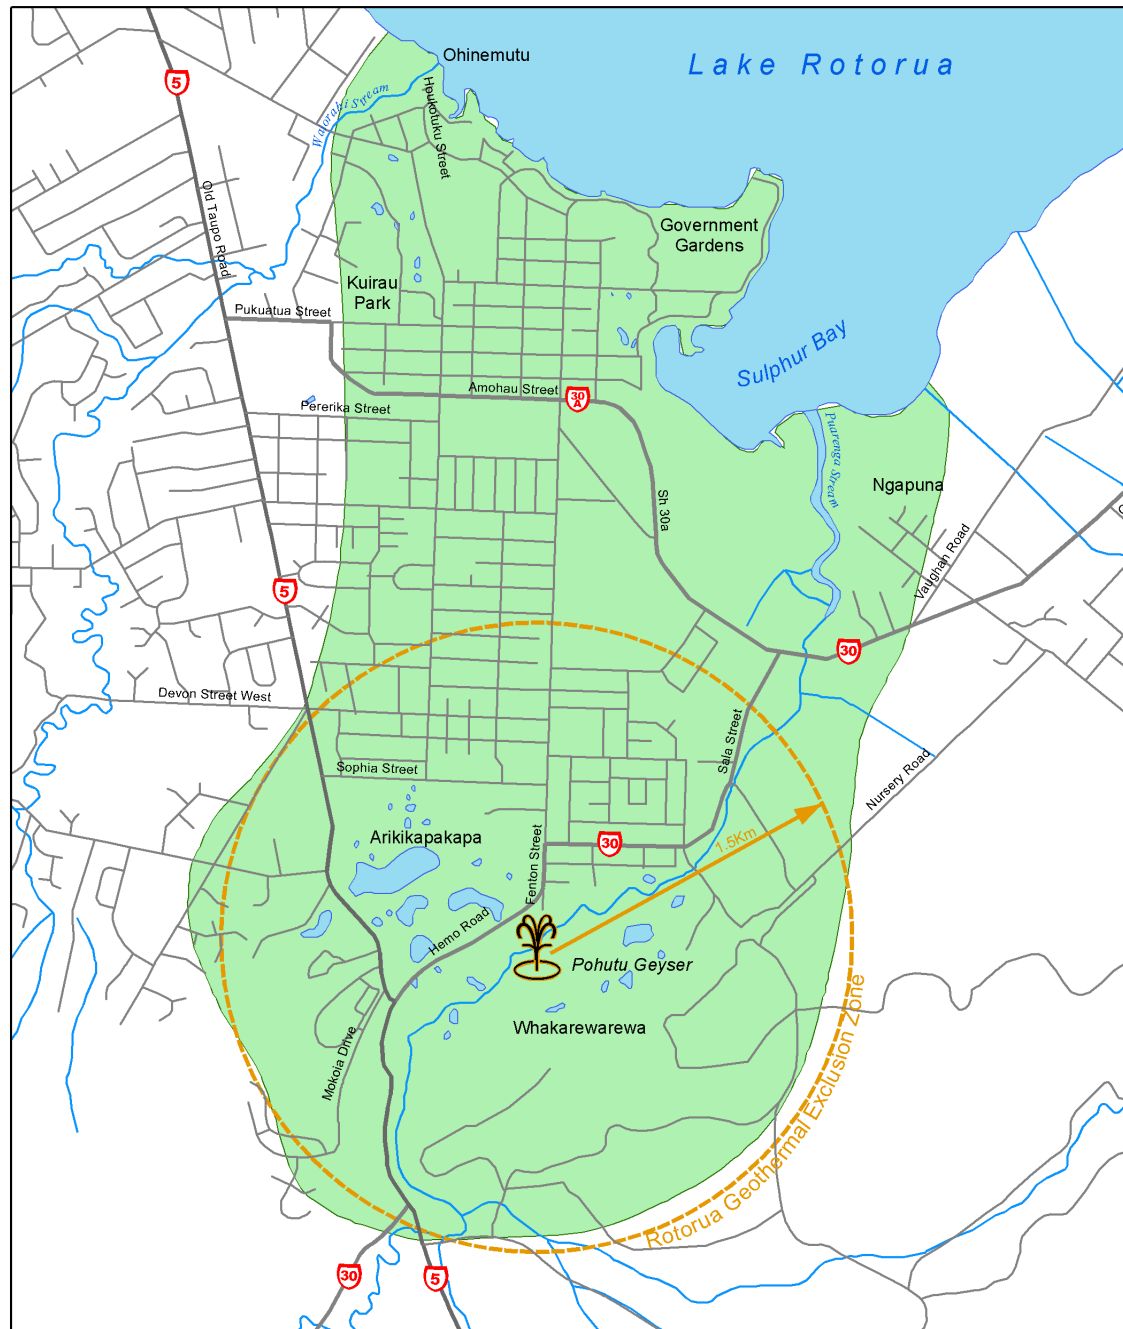 Ohinemutu
Lake Rotorua
5
Waiorahi Stream
Hpukotuku Street
Old Taupo Road
Government
Gardens
Kuirau
Park
Pukuatua Street
Sulphur Bay
Amohau Street
30
A
Pererika Street
Puarenga Stream
Ngapuna
Sh 30a
Vaughan Road
5
30
Devon Street West
Sala Street
Sophia Street
Nursery Road
Arikikapakapa
30
1.5Km
Fenton Street
Hemo Road
Pohutu Geyser
Whakarewarewa
Mokoia Drive
Rotorua Geothermal Exclusion Zone
30
5